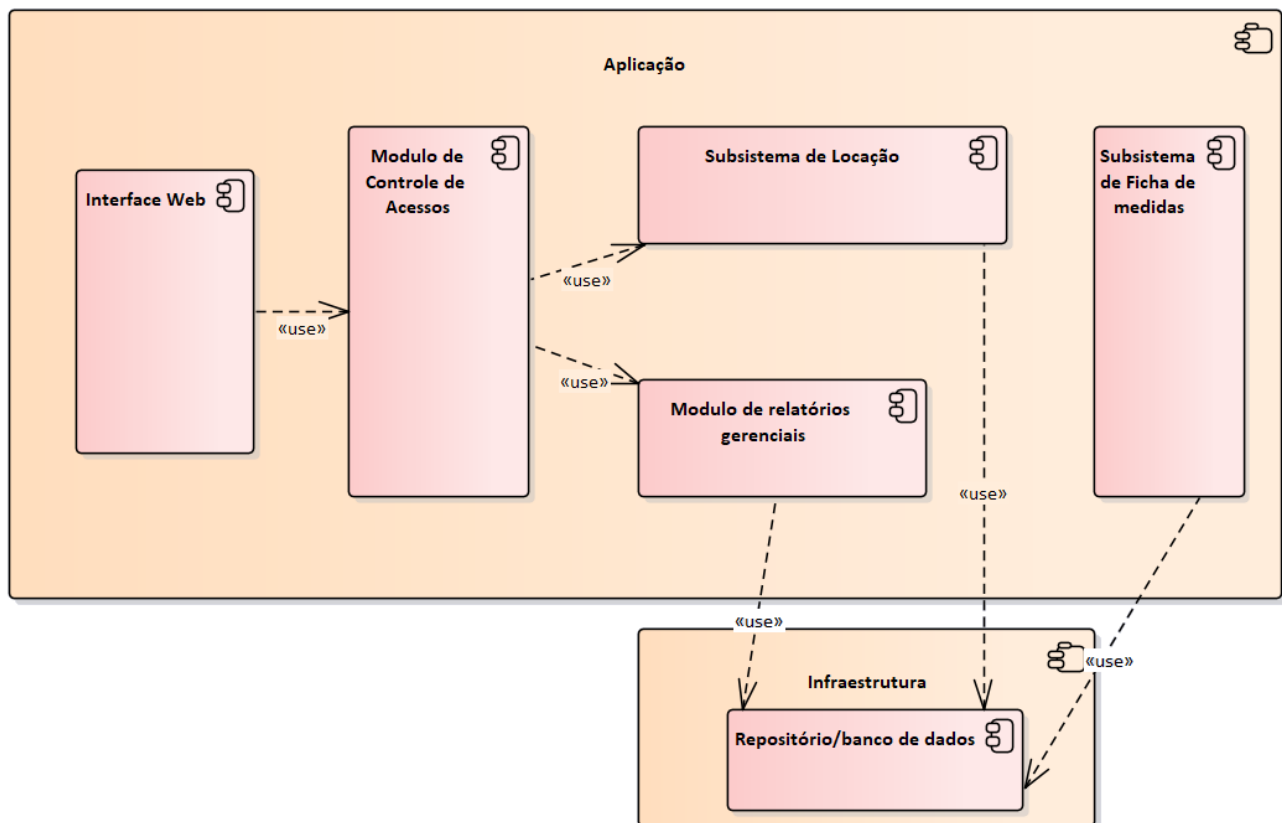 Aplicação
Interface Web
Modulo de
Controle de
Acessos
Subsistema de Locação
Subsistema
de Ficha de
medidas
«use»
«use»
«use»
Modulo de relatórios
gerenciais
«use»
«use»
«use»
Infraestrutura
Repositório/banco de dados